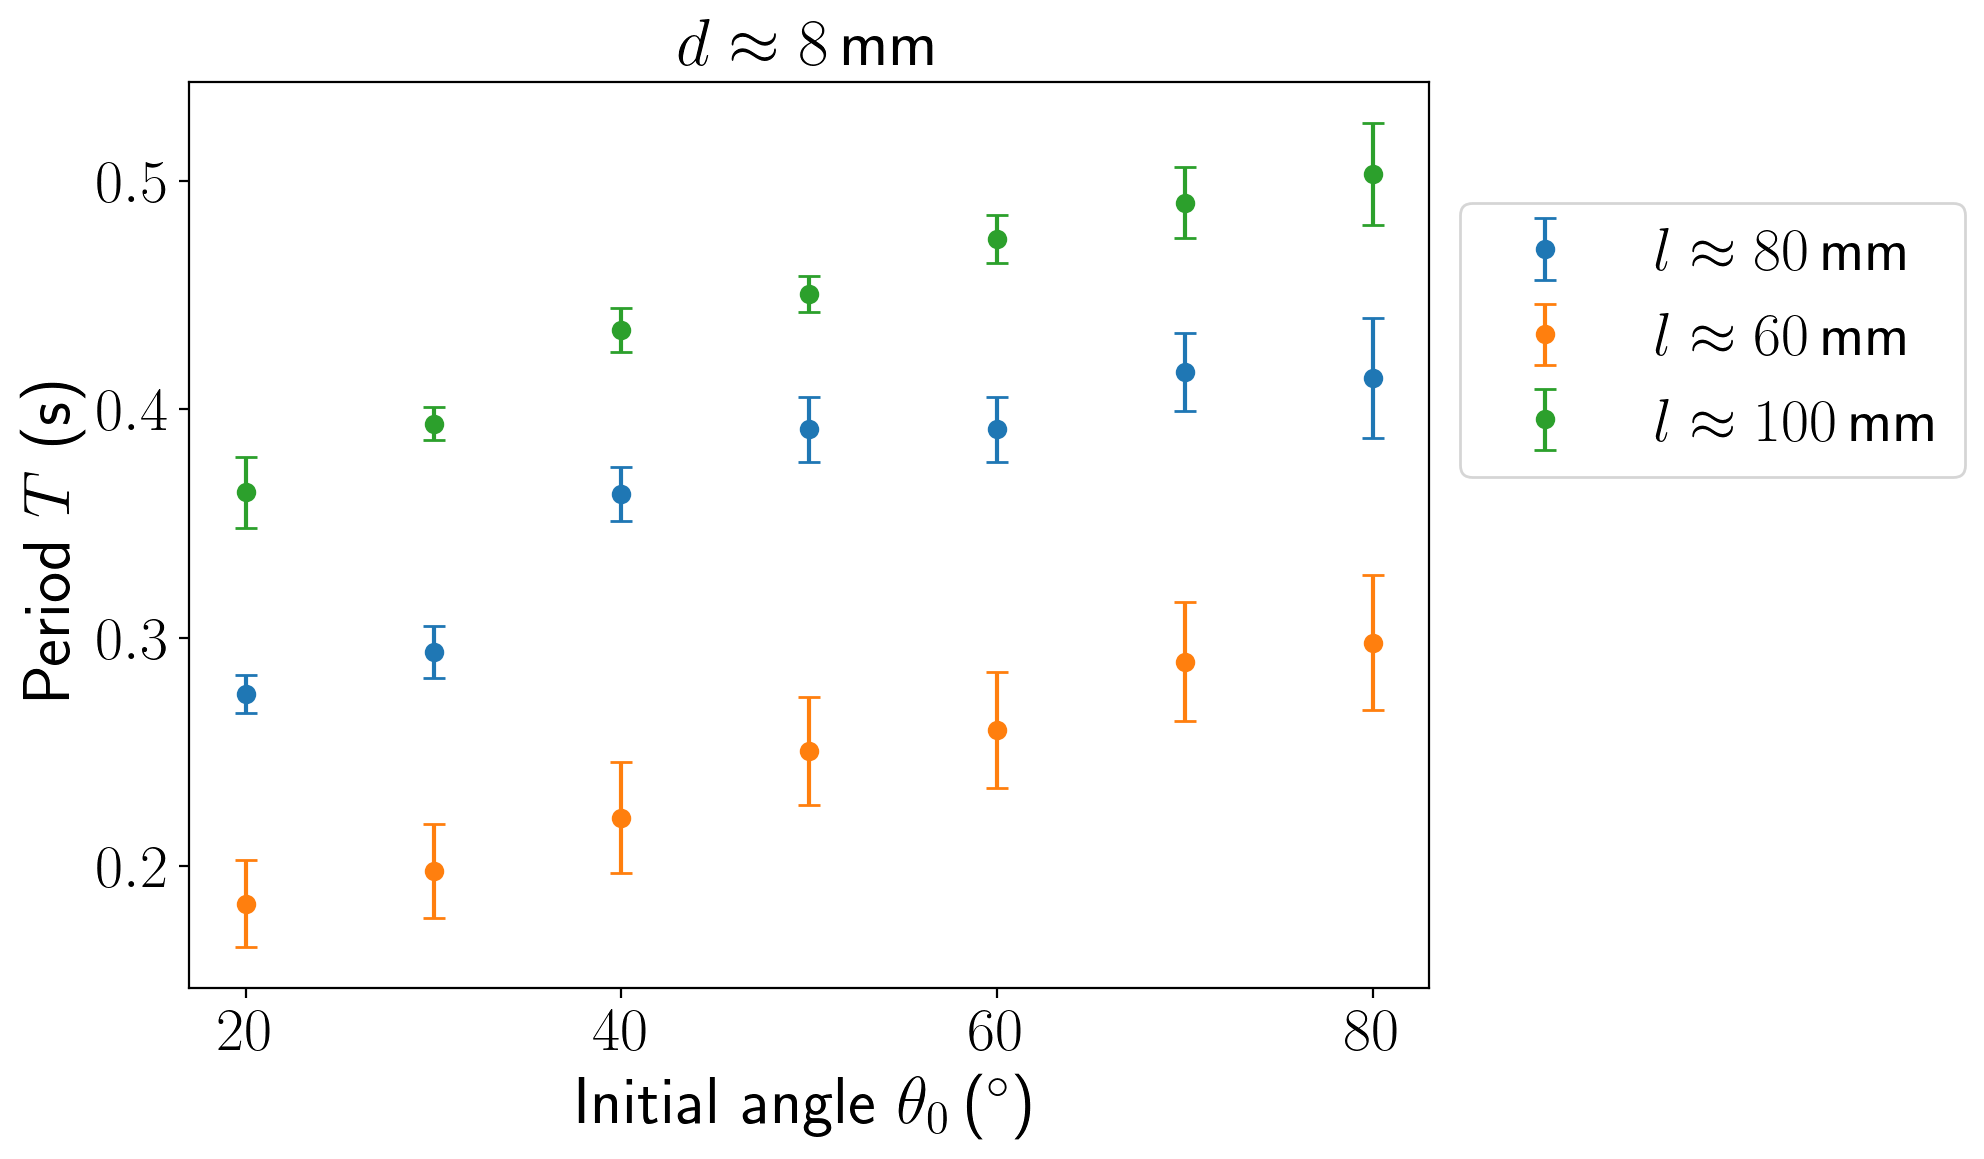 d ≈ 8 mm
0.5
0.4
0.3
0.2
Period T (s)
20 40 60 80
Initial angle θ₀ (°)
l ≈ 80 mm
l ≈ 60 mm
l ≈ 100 mm